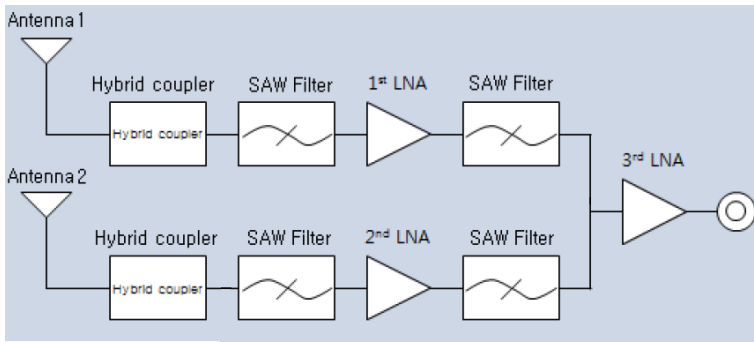 Antenna 1
Hybrid coupler SAW Filter 1st LNA SAW Filter
Hybrid coupler
3rd LNA
Antenna 2
Hybrid coupler SAW Filter 2nd LNA SAW Filter
Hybrid coupler